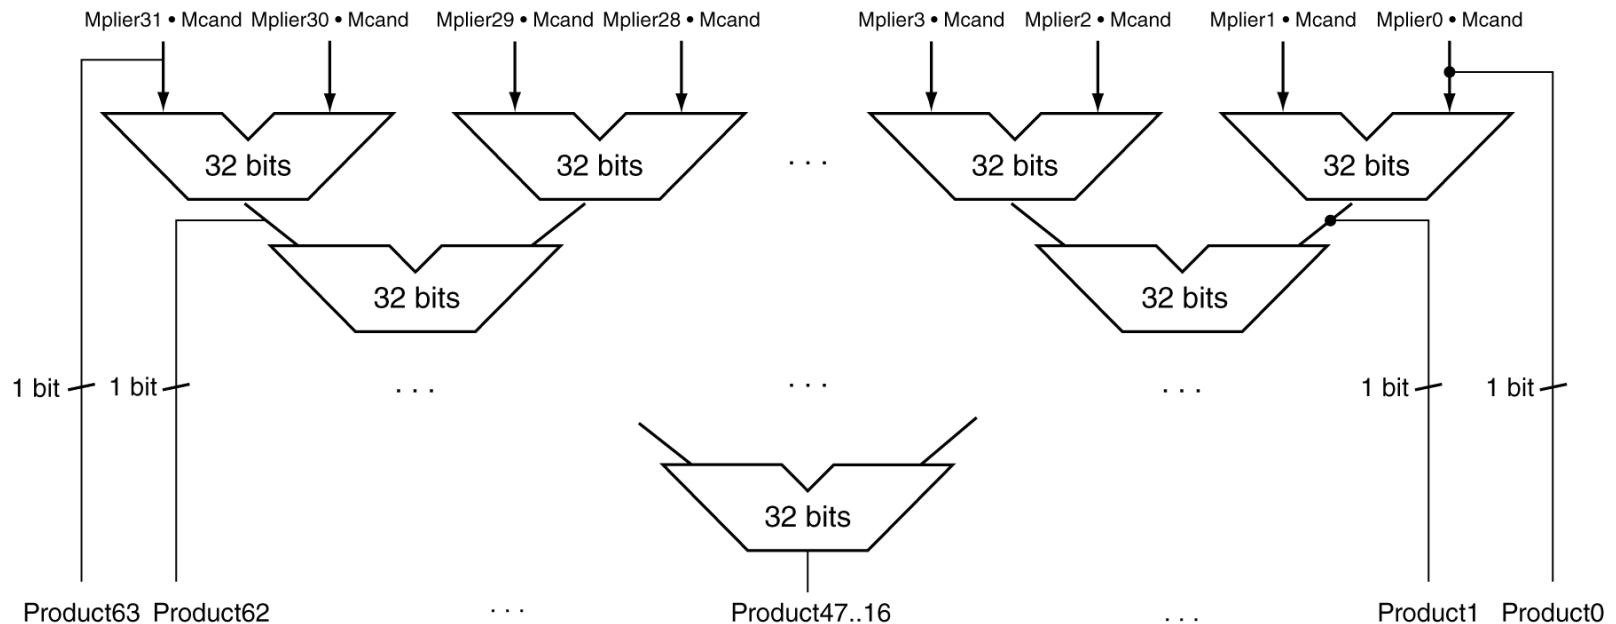 Mplier31 • Mcand Mplier30 • Mcand Mplier29 • Mcand Mplier28 • Mcand Mplier3 • Mcand Mplier2 • Mcand Mplier1 • Mcand Mplier0 • Mcand
32 bits 32 bits . . . 32 bits 32 bits
32 bits 32 bits
1 bit 1 bit . . . . . . . . . 1 bit 1 bit
32 bits
Product63 Product62 . . . Product47..16 . . . Product1 Product0